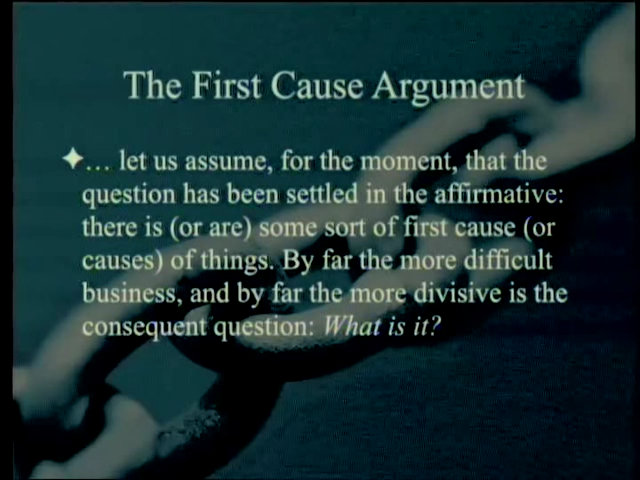 The First Cause Argument
✦… let us assume, for the moment, that the
question has been settled in the affirmative:
there is (or are) some sort of first cause (or
causes) of things. By far the more difficult
business, and by far the more divisive is the
consequent question: What is it?